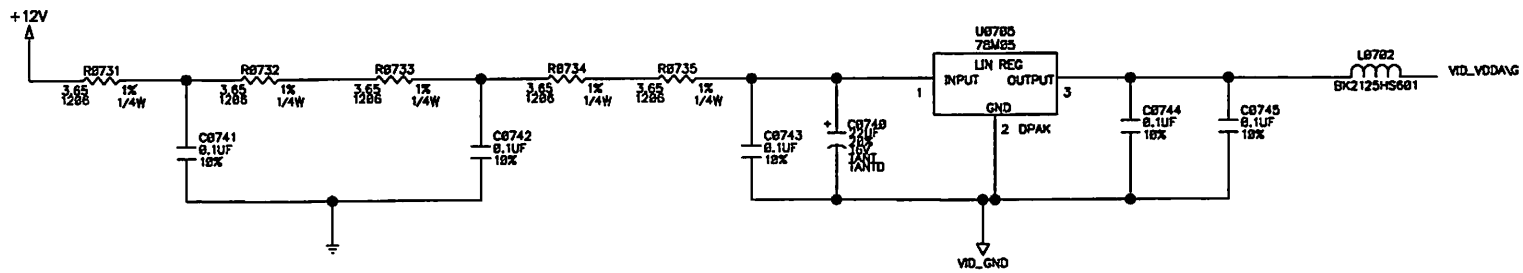 +12V
R0731
3.65
1206
1%
1/4W
R0732
3.65
1206
1%
1/4W
R0733
3.65
1206
1%
1/4W
R0734
3.65
1206
1%
1/4W
R0735
3.65
1206
1%
1/4W
C0741
0.1UF
10%
C0742
0.1UF
10%
C0743
0.1UF
10%
+
C0740
22UF
20%
16V
TANT
TANTD
U0705
78M05
LIN REG
INPUT
OUTPUT
GND
1
3
2
DPAK
C0744
0.1UF
10%
C0745
0.1UF
10%
L0702
BK2125HS601
VID_VDDA\G
VID_GND